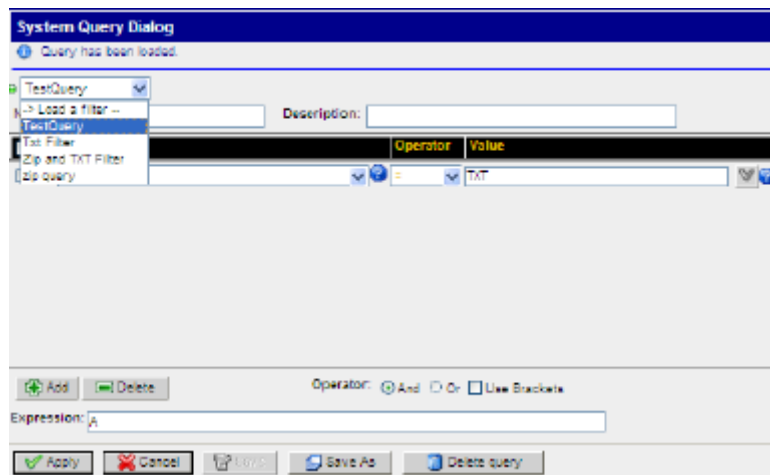 System Query Dialog
Query has been loaded.
TestQuery
-> Load a filter --
Description:
TestQuery
Txt Filter
Operator Value
Zip and TXT Filter
zip query
= TXT
Add Delete Operator: And Or Use Brackets
Expression: A
Apply Cancel Save As Delete query